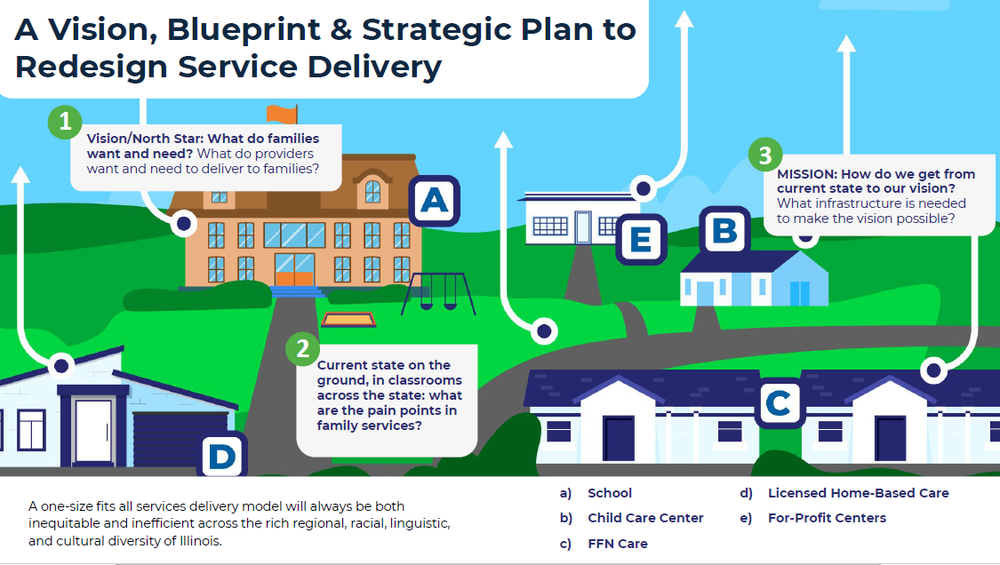 A Vision, Blueprint & Strategic Plan to
Redesign Service Delivery
1
Vision/North Star: What do families
want and need? What do providers
want and need to deliver to families?
A
E
B
3
MISSION: How do we get from
current state to our vision?
What infrastructure is needed
to make the vision possible?
2
Current state on the
ground, in classrooms
across the state: what
are the pain points in
family services?
C
D
A one-size fits all services delivery model will always be both
inequitable and inefficient across the rich regional, racial, linguistic,
and cultural diversity of Illinois.
a) School
b) Child Care Center
c) FFN Care
d) Licensed Home-Based Care
e) For-Profit Centers